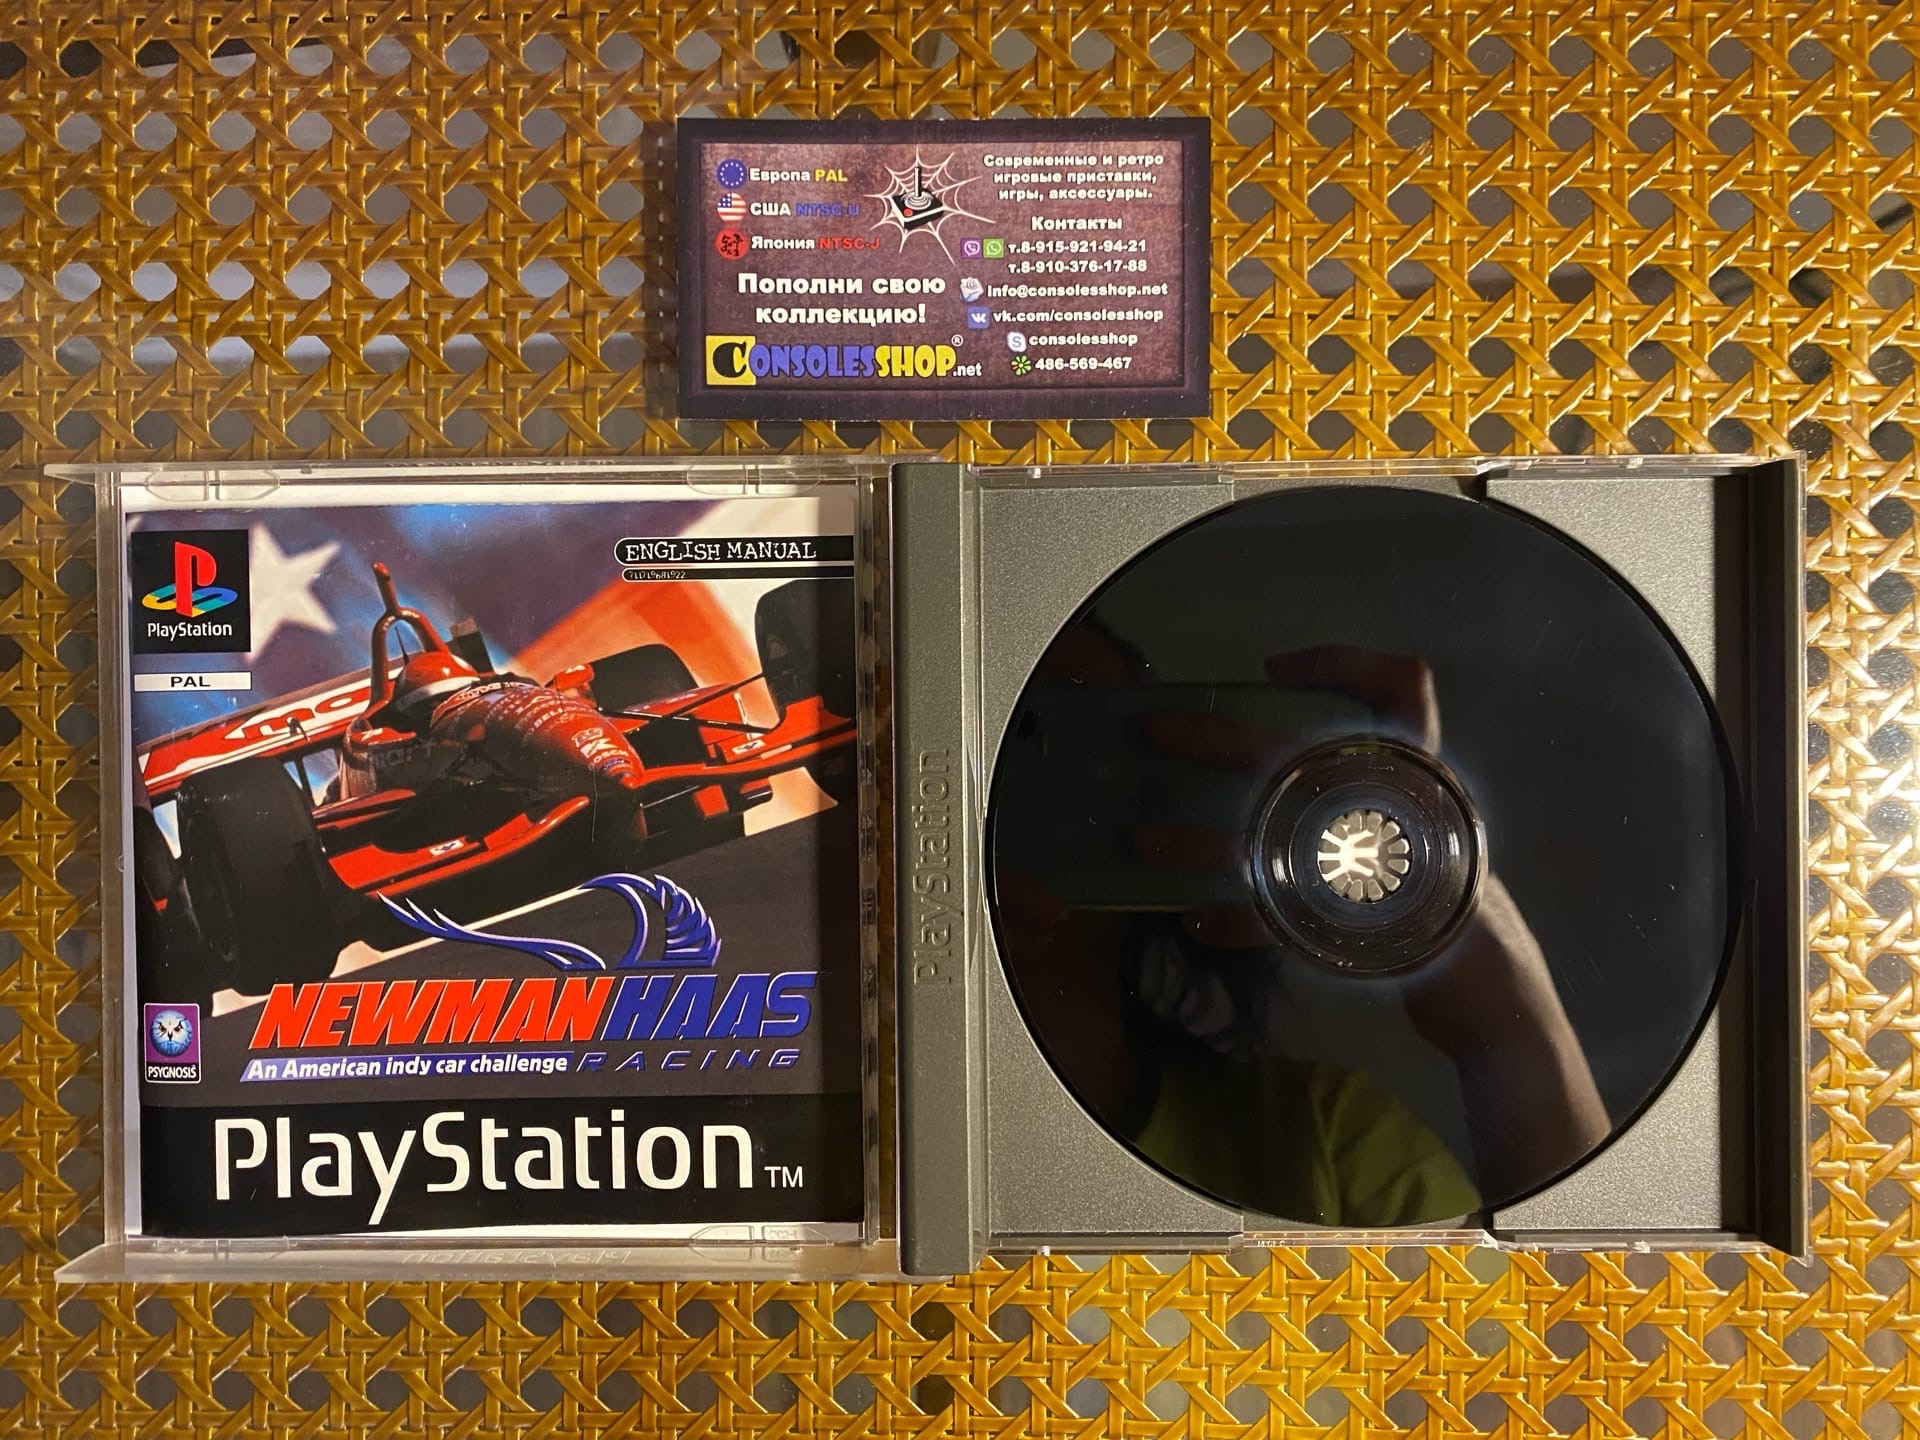 Европа PAL
США NTSC-U
Япония NTSC-J
Пополни свою
коллекцию!
CONSOLESSHOP.net®
Современные и ретро
игровые приставки,
игры, аксессуары.
Контакты
т.8-915-921-94-21
т.8-910-376-17-88
info@consolesshop.net
vk.com/consolesshop
consolesshop
486-569-467
PlayStation
PAL
ENGLISH MANUAL
NEWMAN HAAS
An American indy car challenge RACING
PSYGNOSIS
PlayStation™
PlayStation